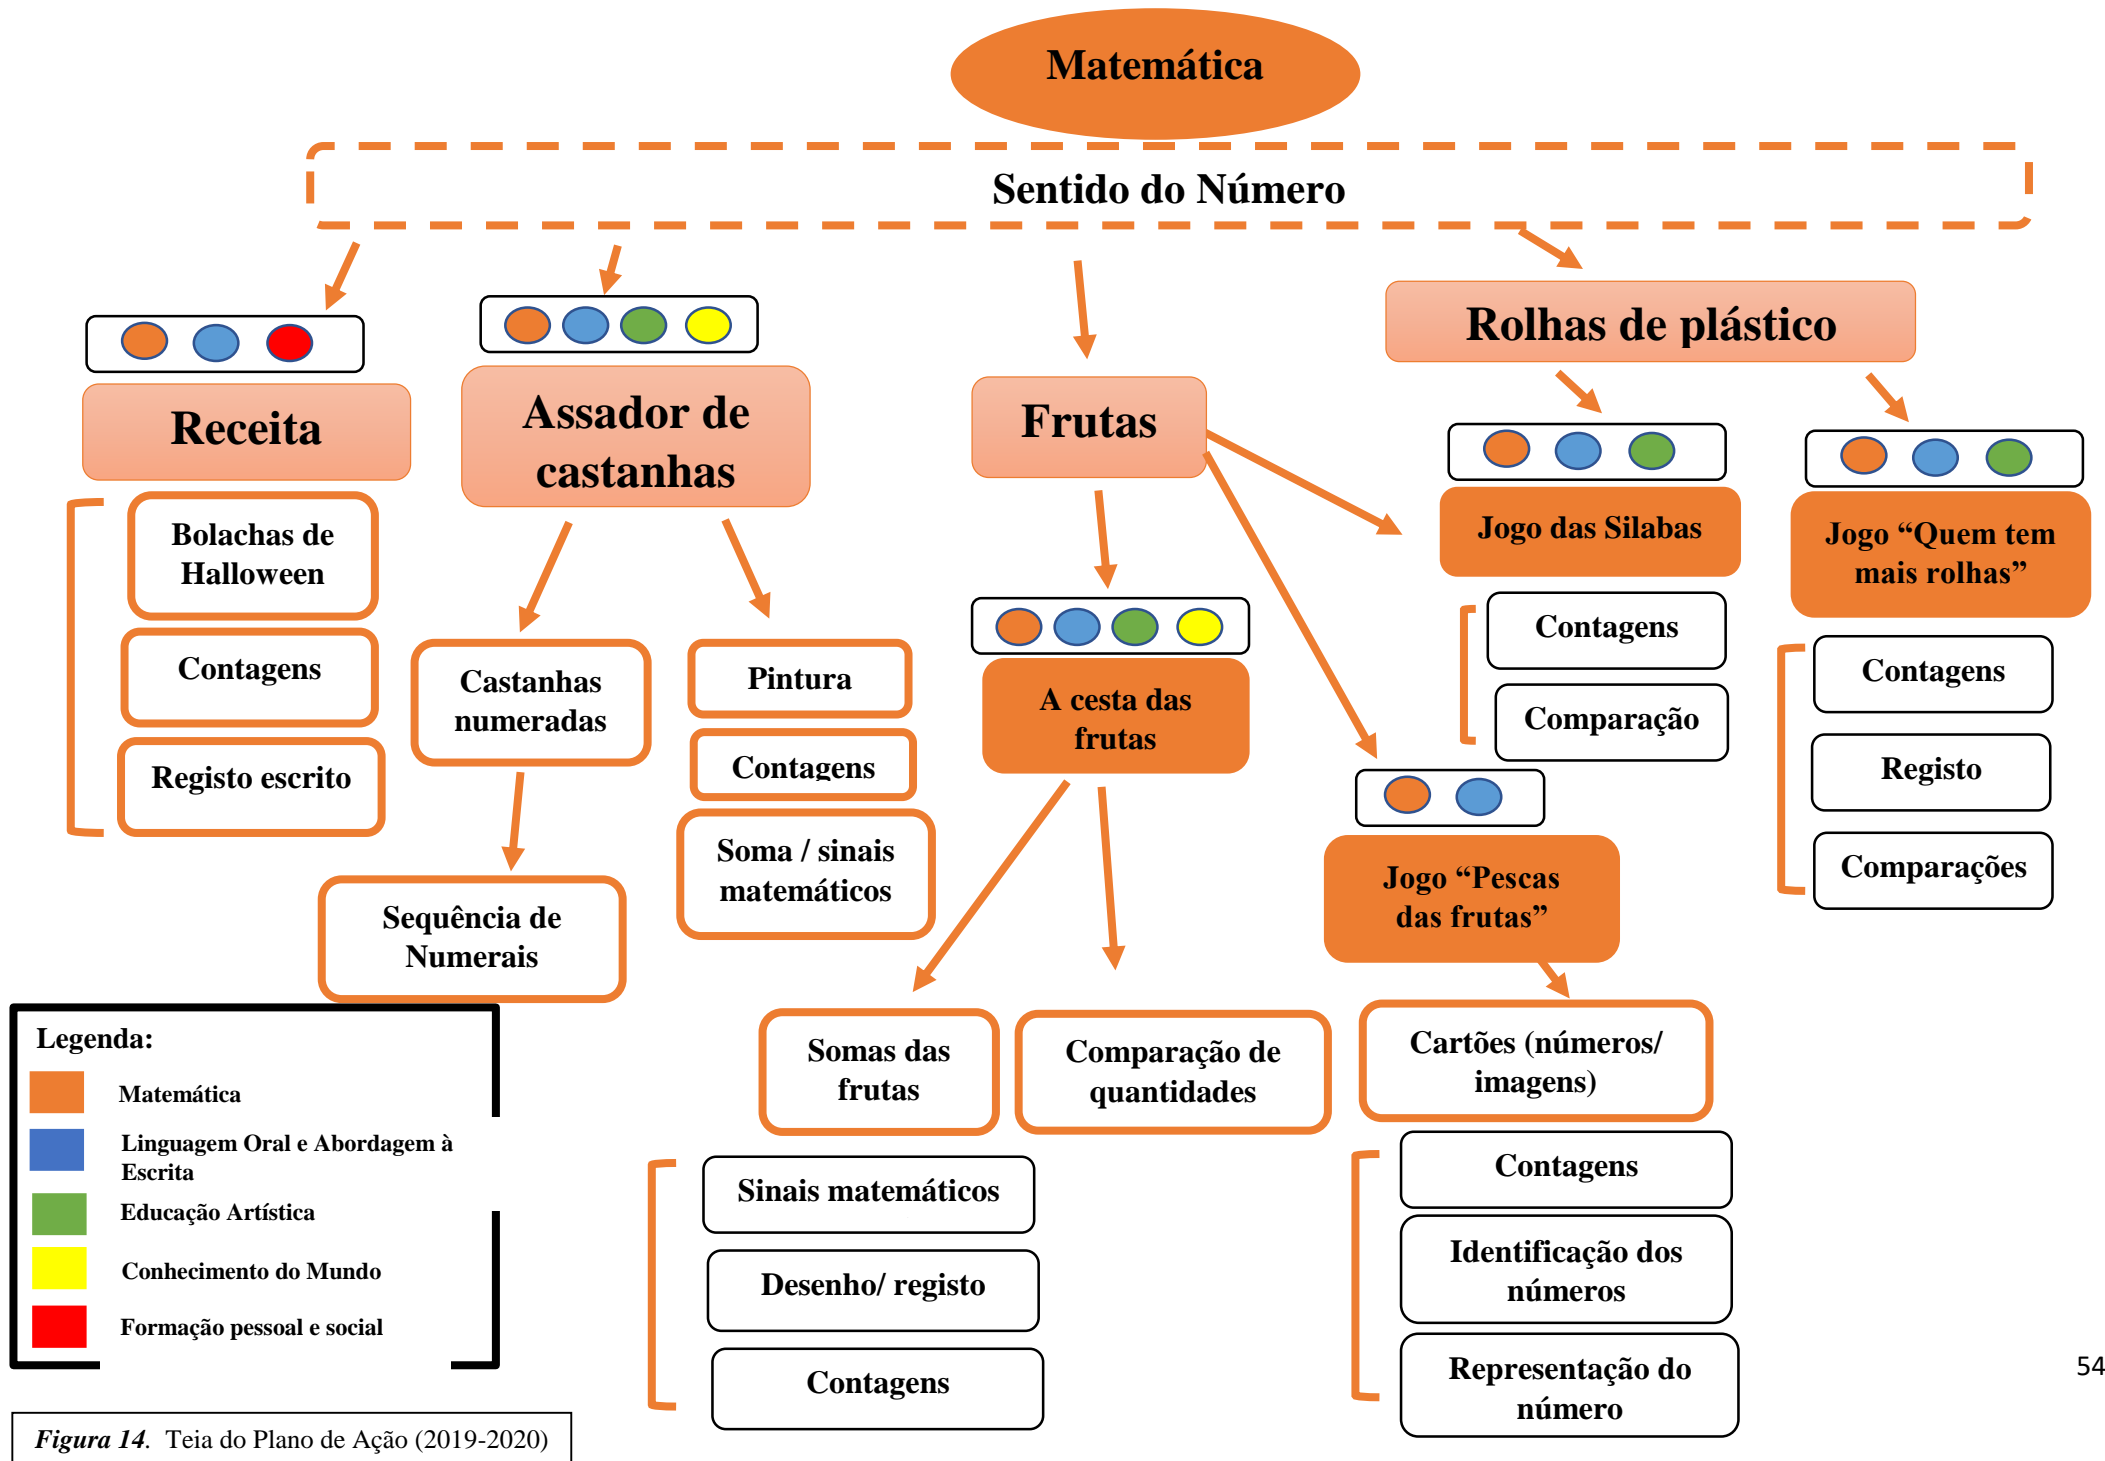 Matemática
Sentido do Número
Receita
Bolachas de
Halloween
Contagens
Registo escrito
Assador de
castanhas
Castanhas
numeradas
Sequência de
Numerais
Pintura
Contagens
Soma / sinais
matemáticos
Frutas
A cesta das
frutas
Somas das
frutas
Comparação de
quantidades
Sinais matemáticos
Desenho/ registo
Contagens
Rolhas de plástico
Jogo das Silabas
Contagens
Comparação
Jogo “Quem tem
mais rolhas”
Contagens
Registo
Comparações
Jogo “Pescas
das frutas”
Cartões (números/
imagens)
Contagens
Identificação dos
números
Representação do
número
Legenda:
Matemática
Linguagem Oral e Abordagem à
Escrita
Educação Artística
Conhecimento do Mundo
Formação pessoal e social
54
Figura 14. Teia do Plano de Ação (2019-2020)